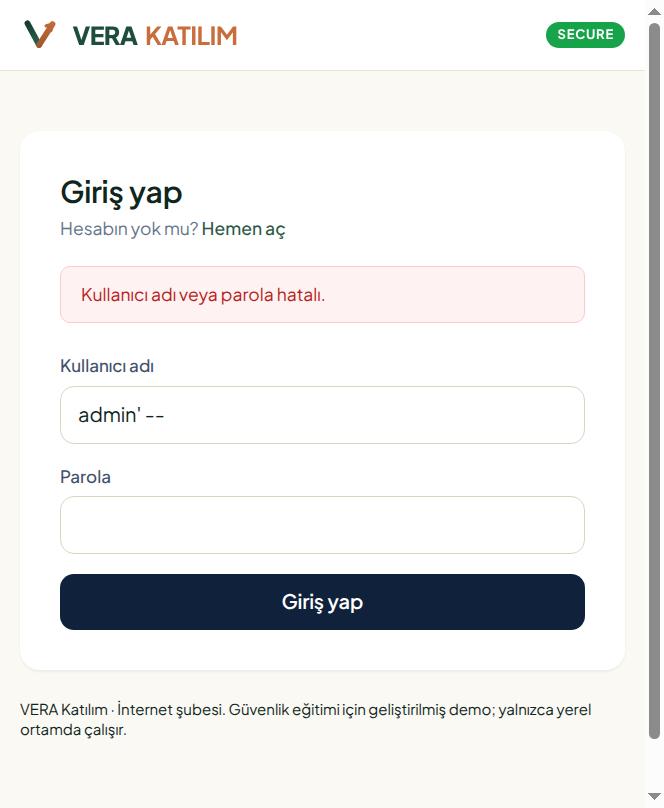 VERA KATILIM
SECURE
Giriş yap
Hesabın yok mu? Hemen aç
Kullanıcı adı veya parola hatalı.
Kullanıcı adı
admin' --
Parola
Giriş yap
VERA Katılım · İnternet şubesi. Güvenlik eğitimi için geliştirilmiş demo; yalnızca yerel
ortamda çalışır.